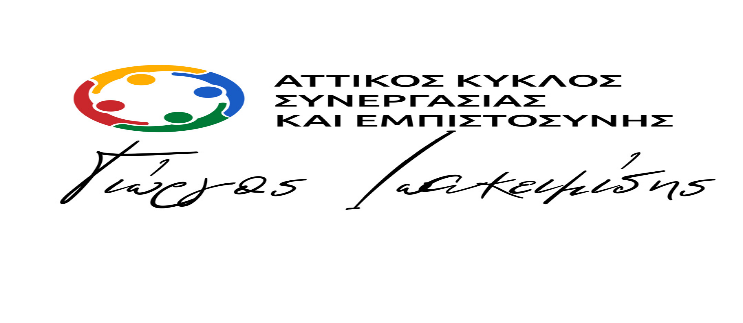 ΑΤΤΙΚΟΣ ΚΥΚΛΟΣ
ΣΥΝΕΡΓΑΣΙΑΣ
ΚΑΙ ΕΜΠΙΣΤΟΣΥΝΗΣ
Γιώργος Ιωακειμίδης